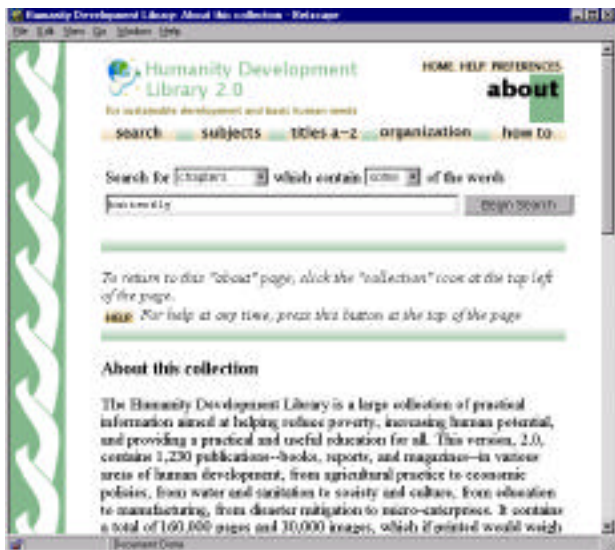 Humanity Development Library: About this collection - Netscape
File Edit View Go Window Help
Humanity Development
Library 2.0
For sustainable development and basic human needs
HOME HELP PREFERENCES
about
search subjects titles a-z organization how to
Search for chapters which contain some of the words
Begin Search
To return to this "about" page, click the "collection" icon at the top left
of the page.
HELP For help at any time, press this button at the top of the page
About this collection
The Humanity Development Library is a large collection of practical
information aimed at helping reduce poverty, increasing human potential,
and providing a practical and useful education for all. This version, 2.0,
contains 1,230 publications--books, reports, and magazines--in various
areas of human development, from agricultural practice to economic
policies, from water and sanitation to society and culture, from education
to manufacturing, from disaster mitigation to micro-enterprises. It contains
a total of 160,000 pages and 30,000 images, which if printed would weigh
Document Done